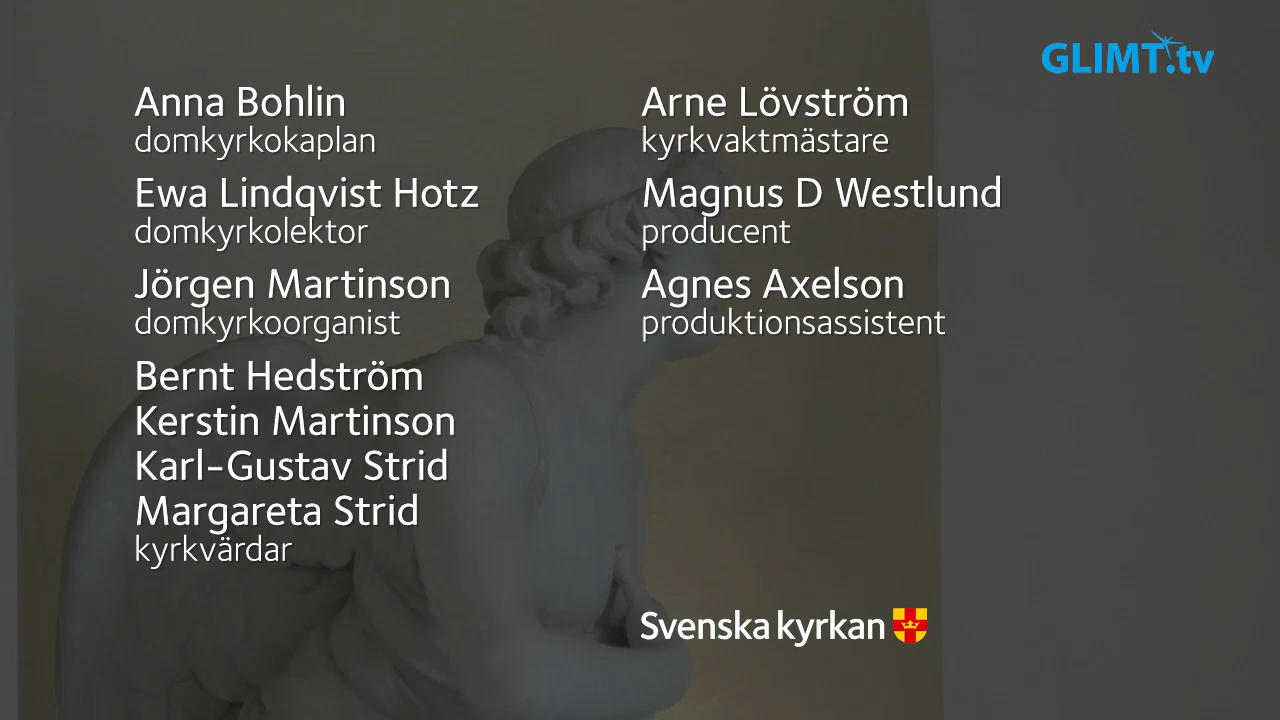 GLIMT.tv
Anna Bohlin
domkyrkokaplan
Ewa Lindqvist Hotz
domkyrkolektor
Jörgen Martinson
domkyrkoorganist
Bernt Hedström
Kerstin Martinson
Karl-Gustav Strid
Margareta Strid
kyrkvärdar
Arne Lövström
kyrkvaktmästare
Magnus D Westlund
producent
Agnes Axelson
produktionsassistent
Svenska kyrkan